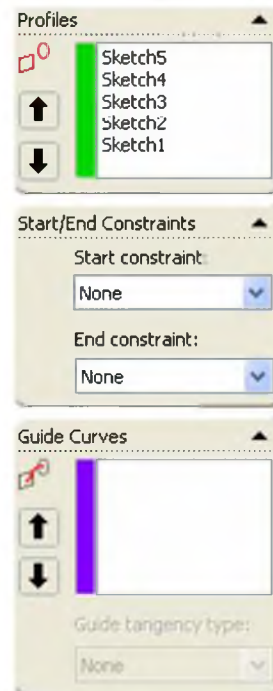 Profiles
Sketch5
Sketch4
Sketch3
Sketch2
Sketch1
Start/End Constraints
Start constraint:
None
End constraint:
None
Guide Curves
Guide tangency type:
None